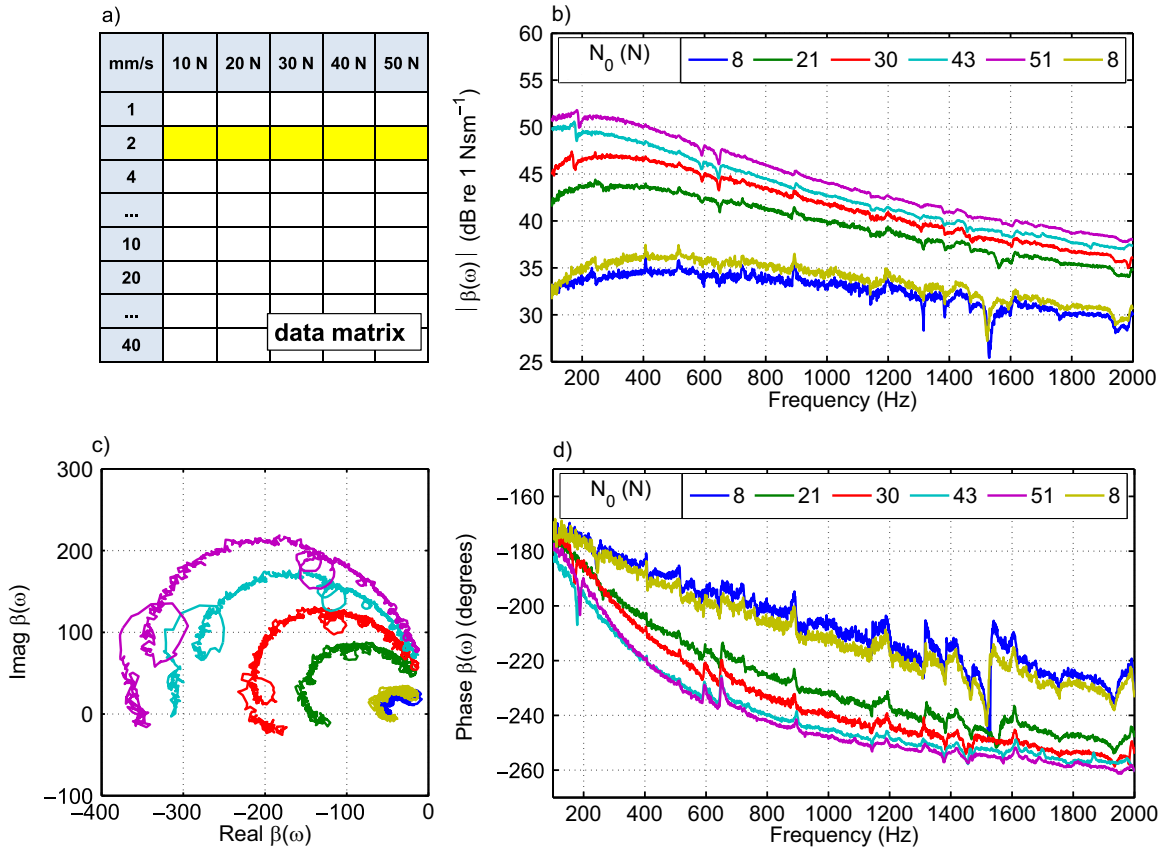 a)
mm/s 10 N 20 N 30 N 40 N 50 N
1
2
4
...
10
20
...
40
data matrix
b)
N0 (N) 8 21 30 43 51 8
60
55
50
45
40
35
30
25
| β(ω) | (dB re 1 Nsm−1)
200 400 600 800 1000 1200 1400 1600 1800 2000
Frequency (Hz)
c)
300
200
100
0
−100
Imag β(ω)
−400 −300 −200 −100 0
Real β(ω)
d)
N0 (N) 8 21 30 43 51 8
−160
−180
−200
−220
−240
−260
Phase β(ω) (degrees)
200 400 600 800 1000 1200 1400 1600 1800 2000
Frequency (Hz)